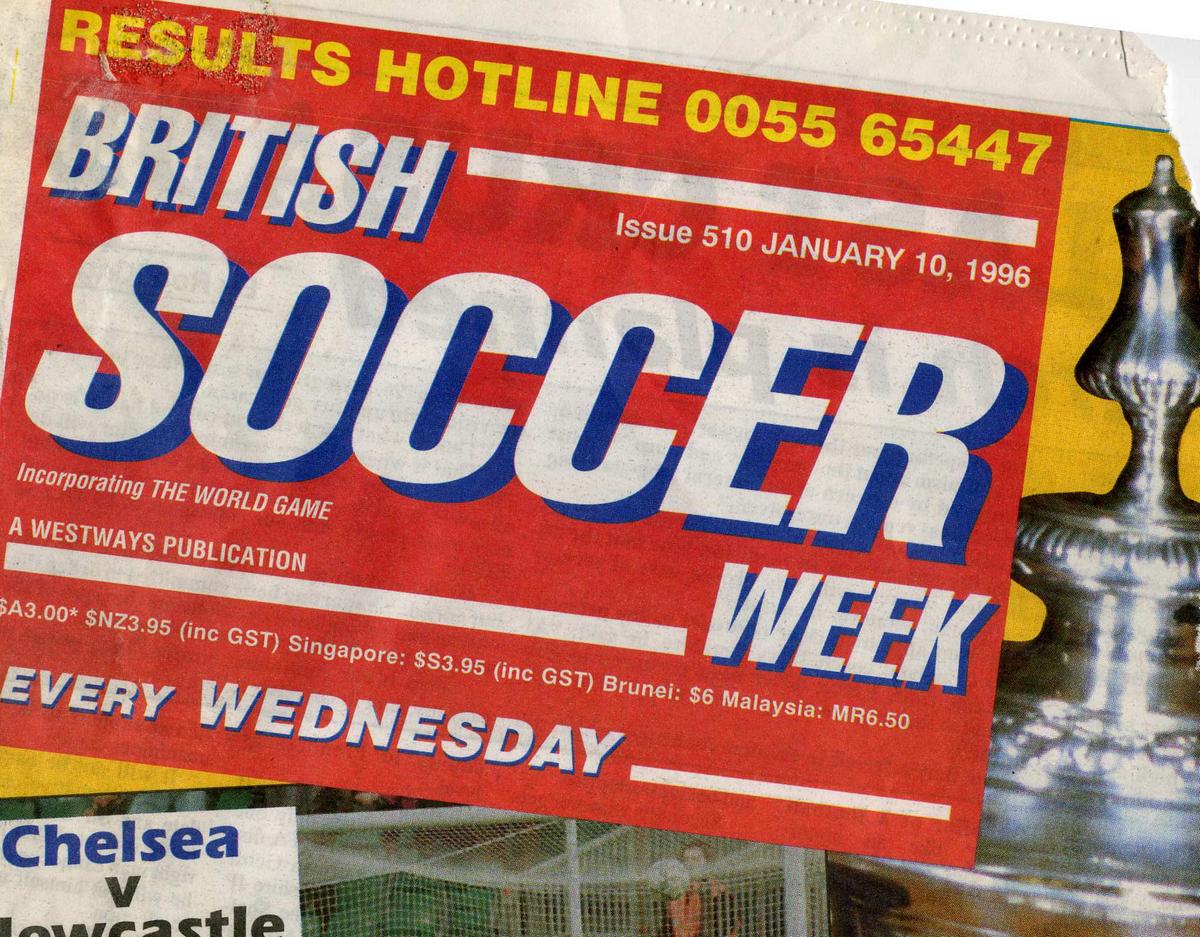 RESULTS HOTLINE 0055 65447
BRITISH
Issue 510 JANUARY 10, 1996
SOCCER
Incorporating THE WORLD GAME
A WESTWAYS PUBLICATION
WEEK
$A3.00* $NZ3.95 (inc GST) Singapore: $S3.95 (inc GST) Brunei: $6 Malaysia: MR6.50
EVERY WEDNESDAY
Chelsea
v
Newcastle